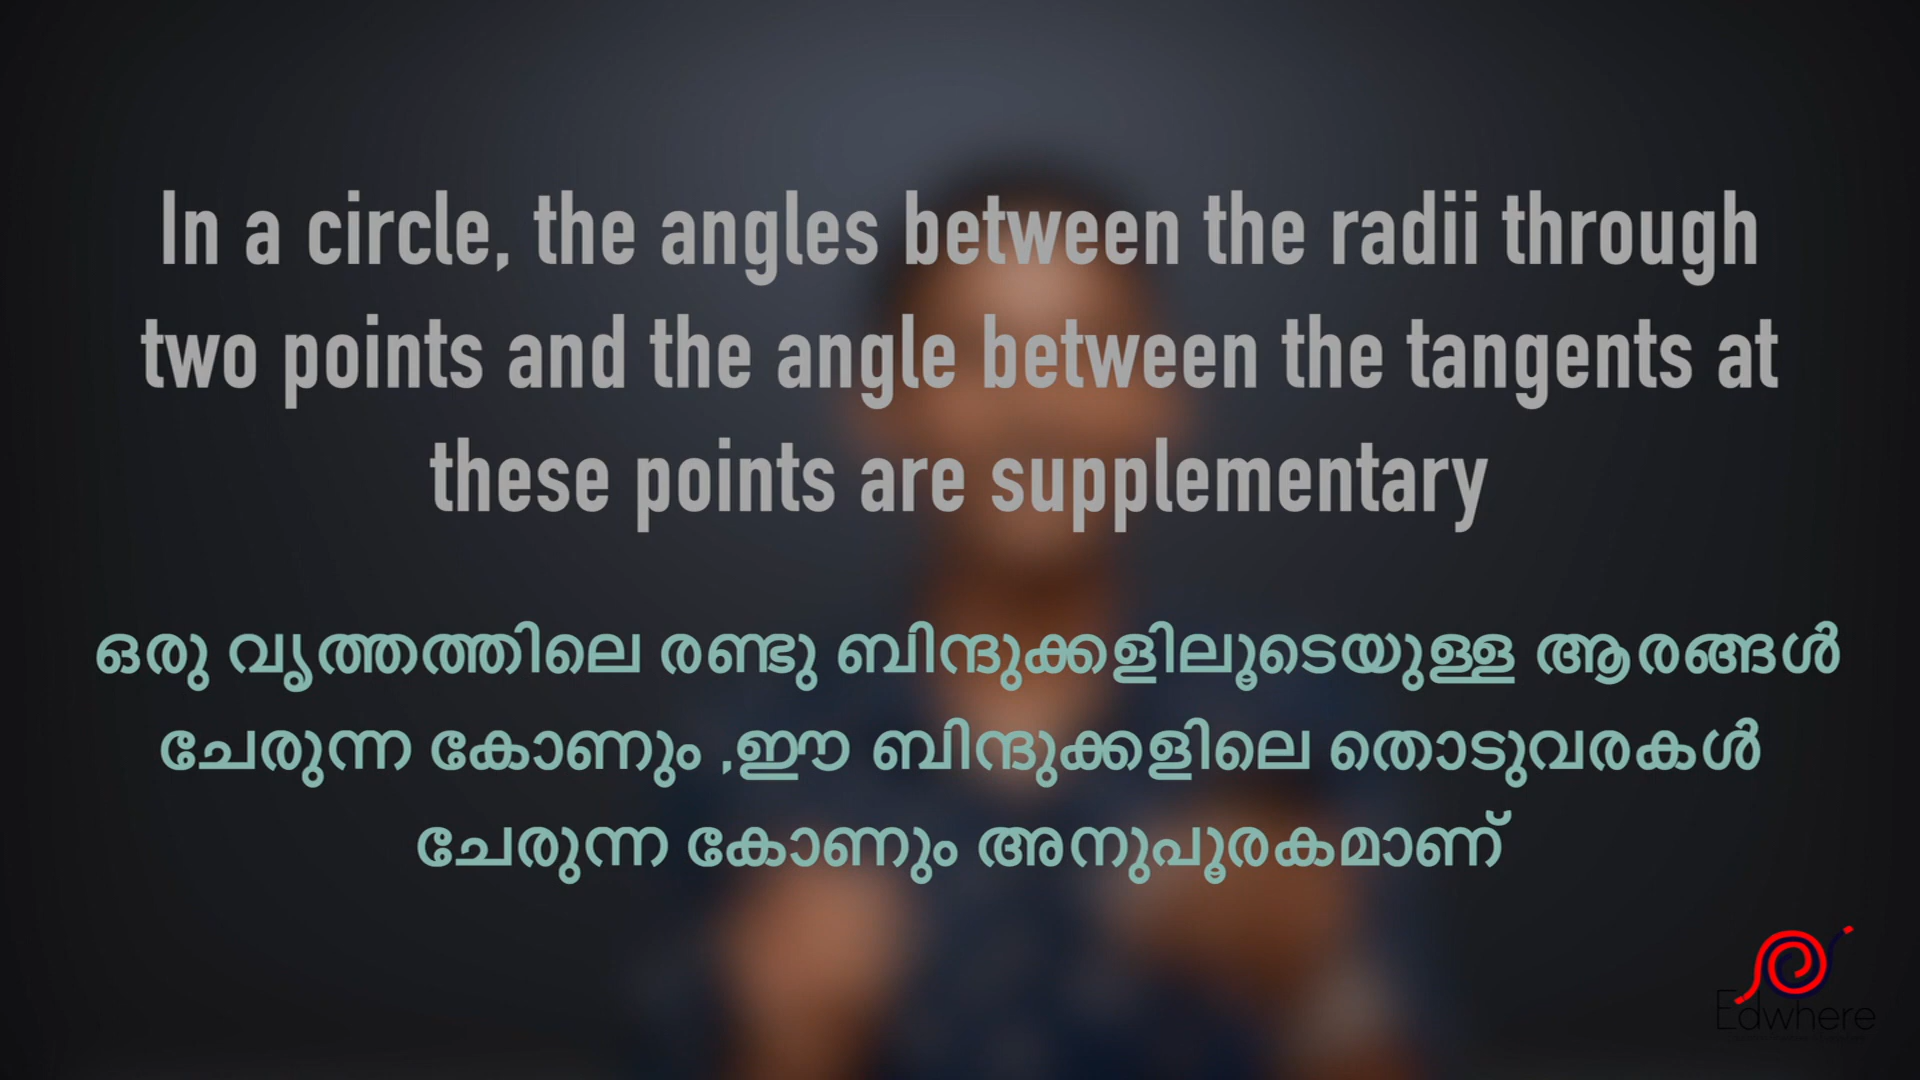 In a circle, the angles between the radii through
two points and the angle between the tangents at
these points are supplementary
ഒരു വൃത്തത്തിലെ രണ്ടു ബിന്ദുക്കളിലൂടെയുള്ള ആരങ്ങൾ
ചേരുന്ന കോണും ,ഈ ബിന്ദുക്കളിലെ തൊടുവരകൾ
ചേരുന്ന കോണും അനുപൂരകമാണ്
Edwhere